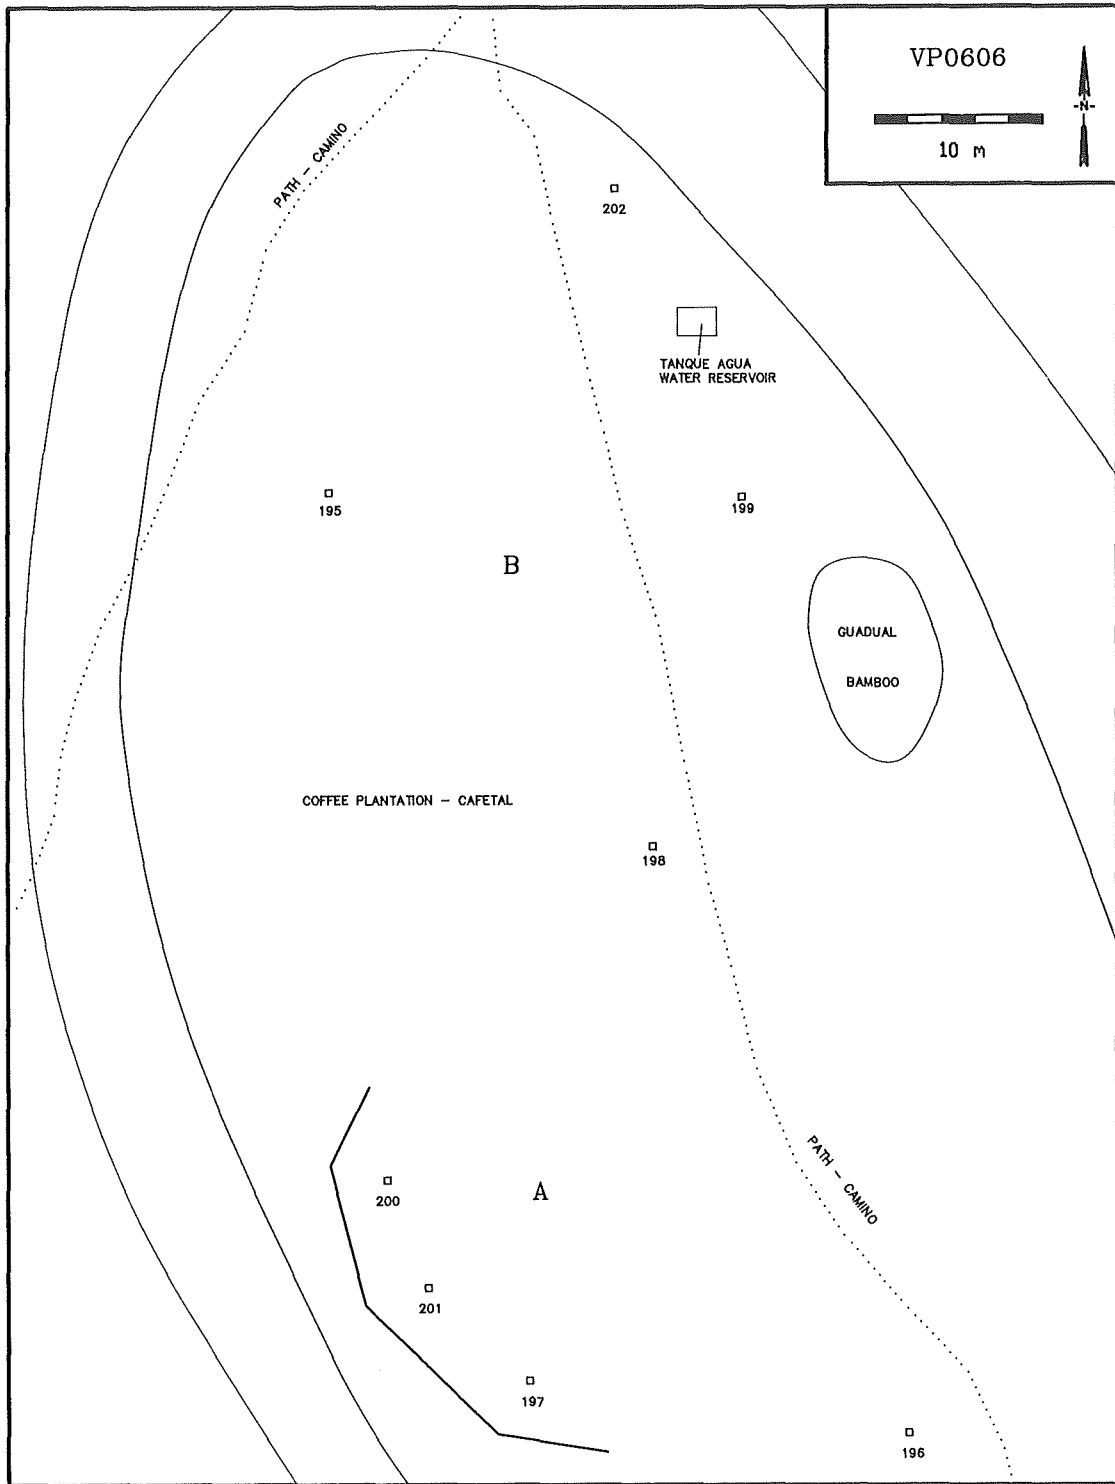 VP0606
-N-
10 m
PATH - CAMINO
202
TANQUE AGUA
WATER RESERVOIR
195
199
B
GUADUAL
BAMBOO
COFFEE PLANTATION - CAFETAL
198
PATH - CAMINO
200
A
201
197
196